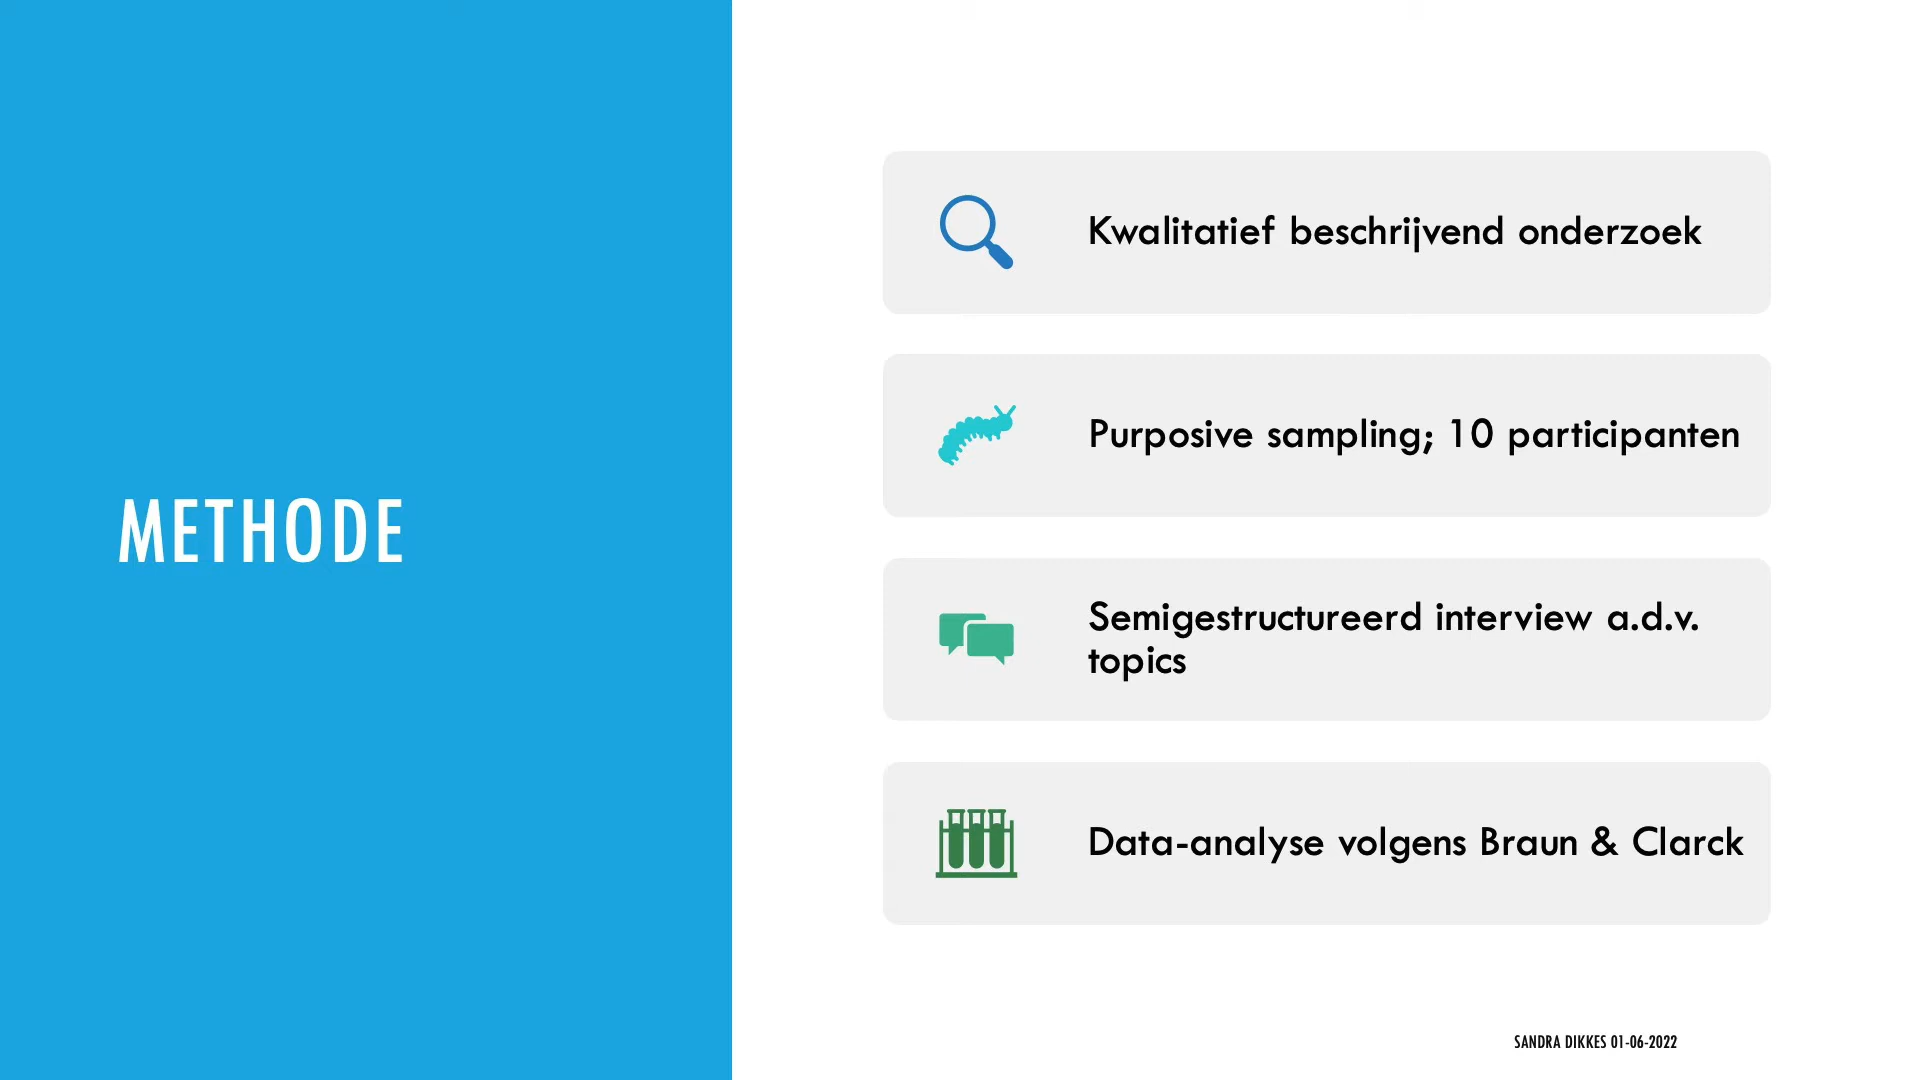 METHODE
Kwalitatief beschrijvend onderzoek
Purposive sampling; 10 participanten
Semigestructureerd interview a.d.v.
topics
Data-analyse volgens Braun & Clarck
SANDRA DIKKES 01-06-2022